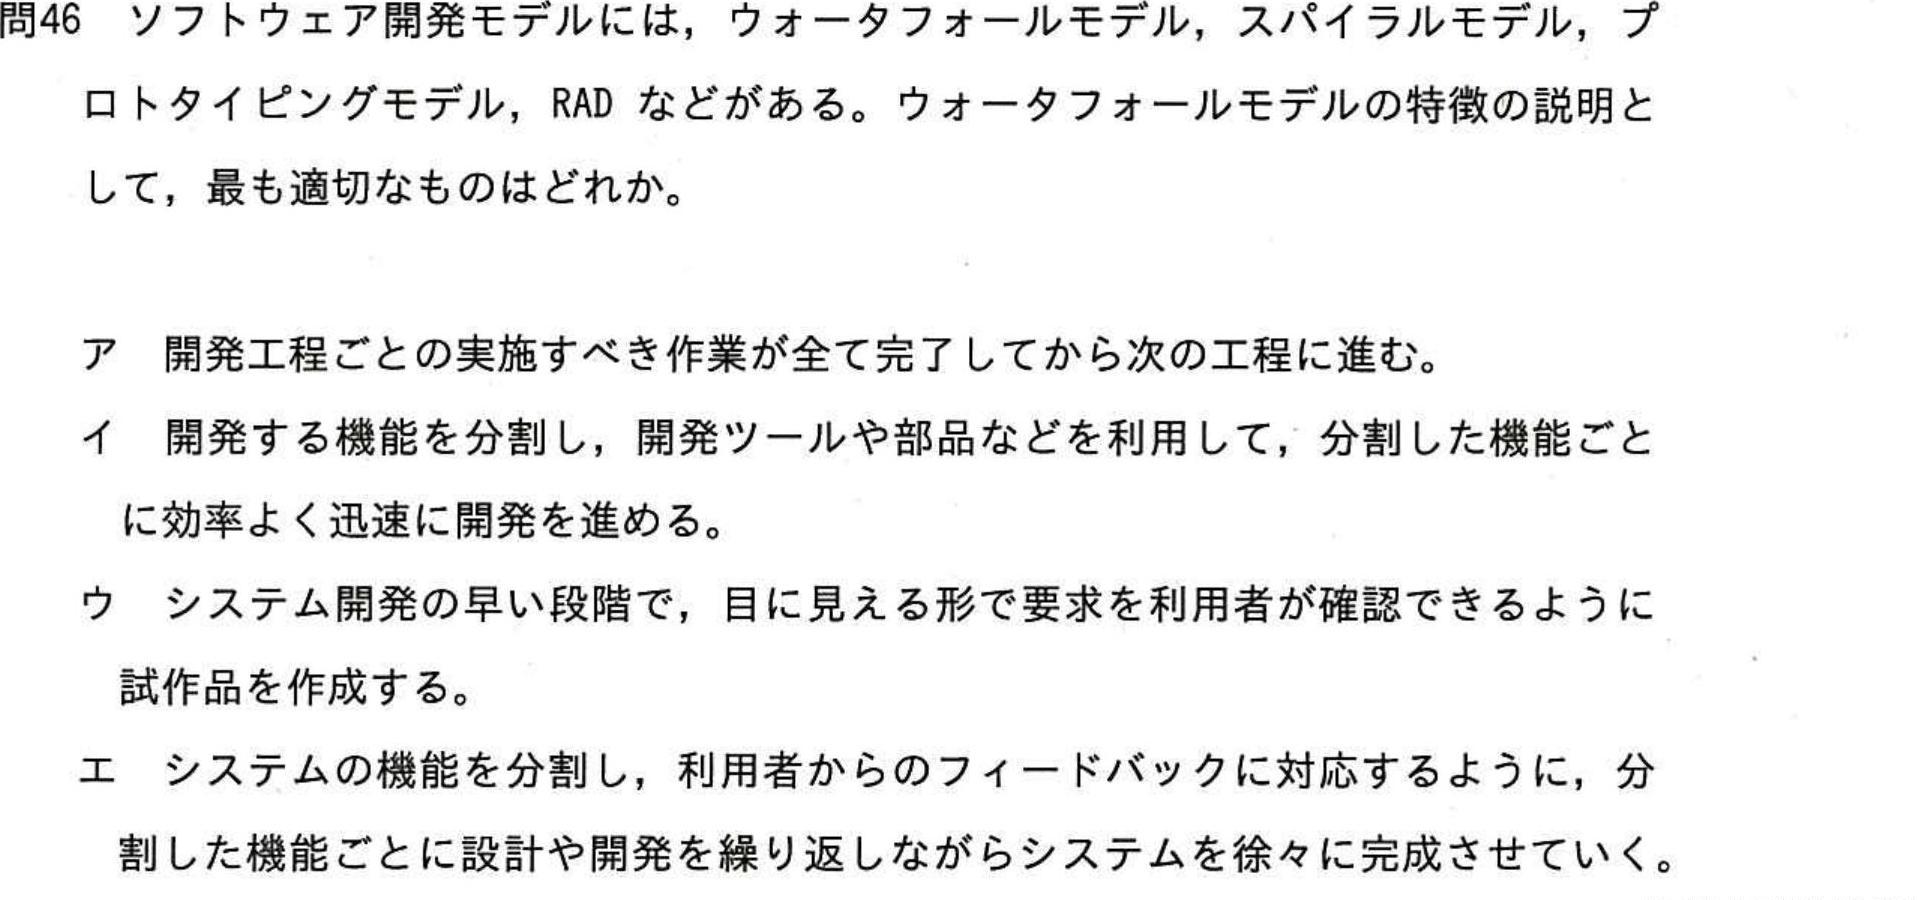 問46　ソフトウェア開発モデルには，ウォータフォールモデル，スパイラルモデル，プ
ロトタイピングモデル，RAD などがある。ウォータフォールモデルの特徴の説明と
して，最も適切なものはどれか。
ア　開発工程ごとの実施すべき作業が全て完了してから次の工程に進む。
イ　開発する機能を分割し，開発ツールや部品などを利用して，分割した機能ごと
に効率よく迅速に開発を進める。
ウ　システム開発の早い段階で，目に見える形で要求を利用者が確認できるように
試作品を作成する。
エ　システムの機能を分割し，利用者からのフィードバックに対応するように，分
割した機能ごとに設計や開発を繰り返しながらシステムを徐々に完成させていく。